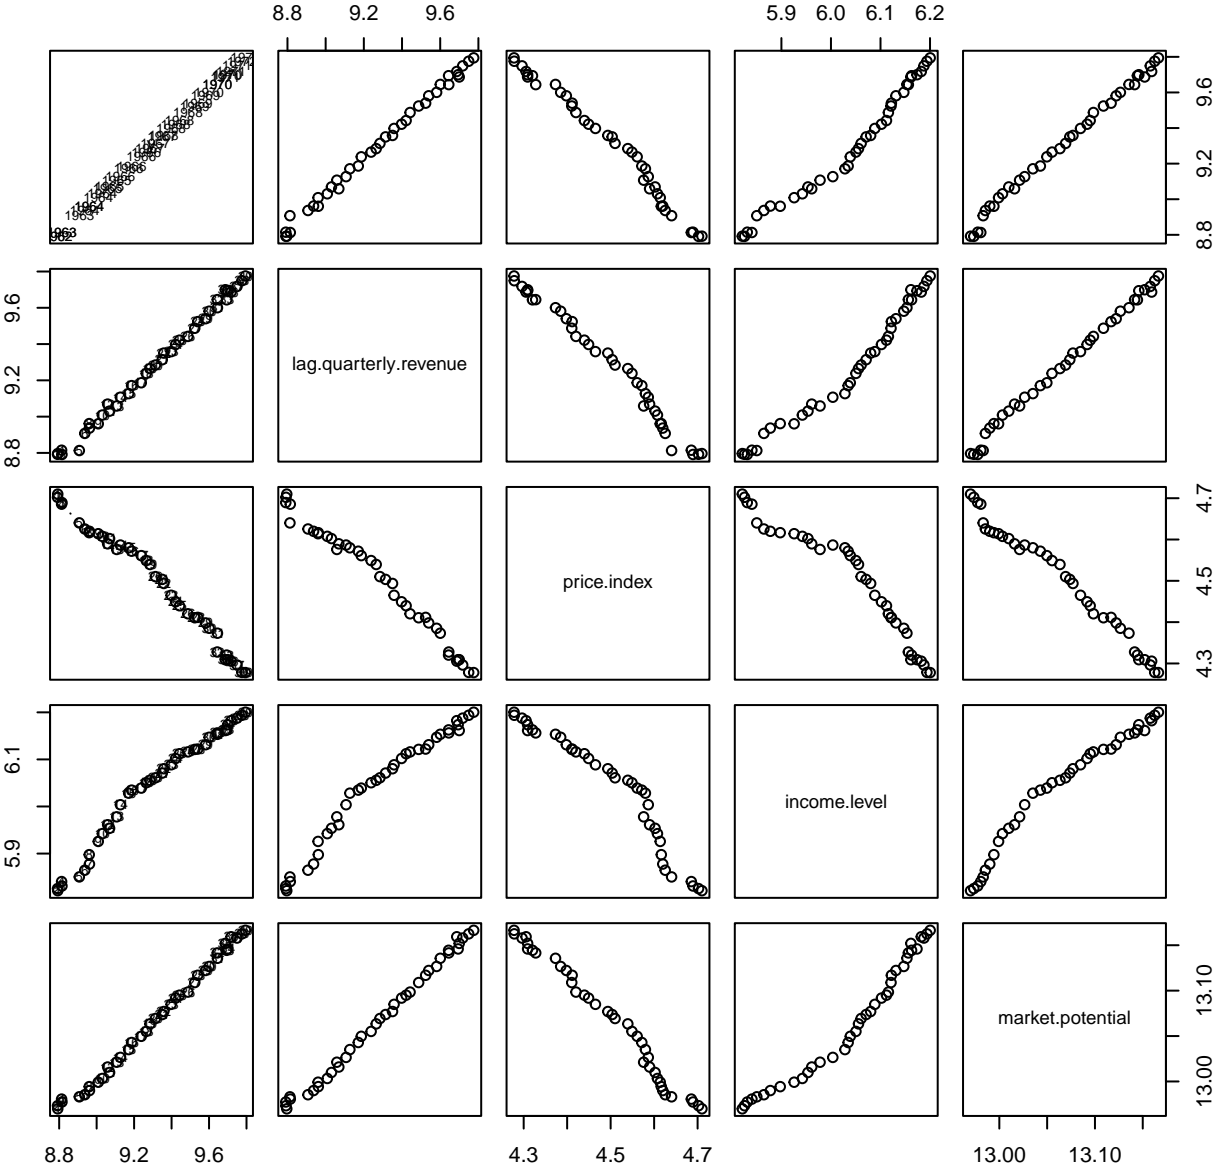 8.8 9.2 9.6 5.9 6.0 6.1 6.2
1970
8.8 9.2 9.6
8.8 9.2 9.6
lag.quarterly.revenue
price.index
4.3 4.5 4.7
5.9 6.1
income.level
market.potential
13.00 13.10
8.8 9.2 9.6 4.3 4.5 4.7 13.00 13.10